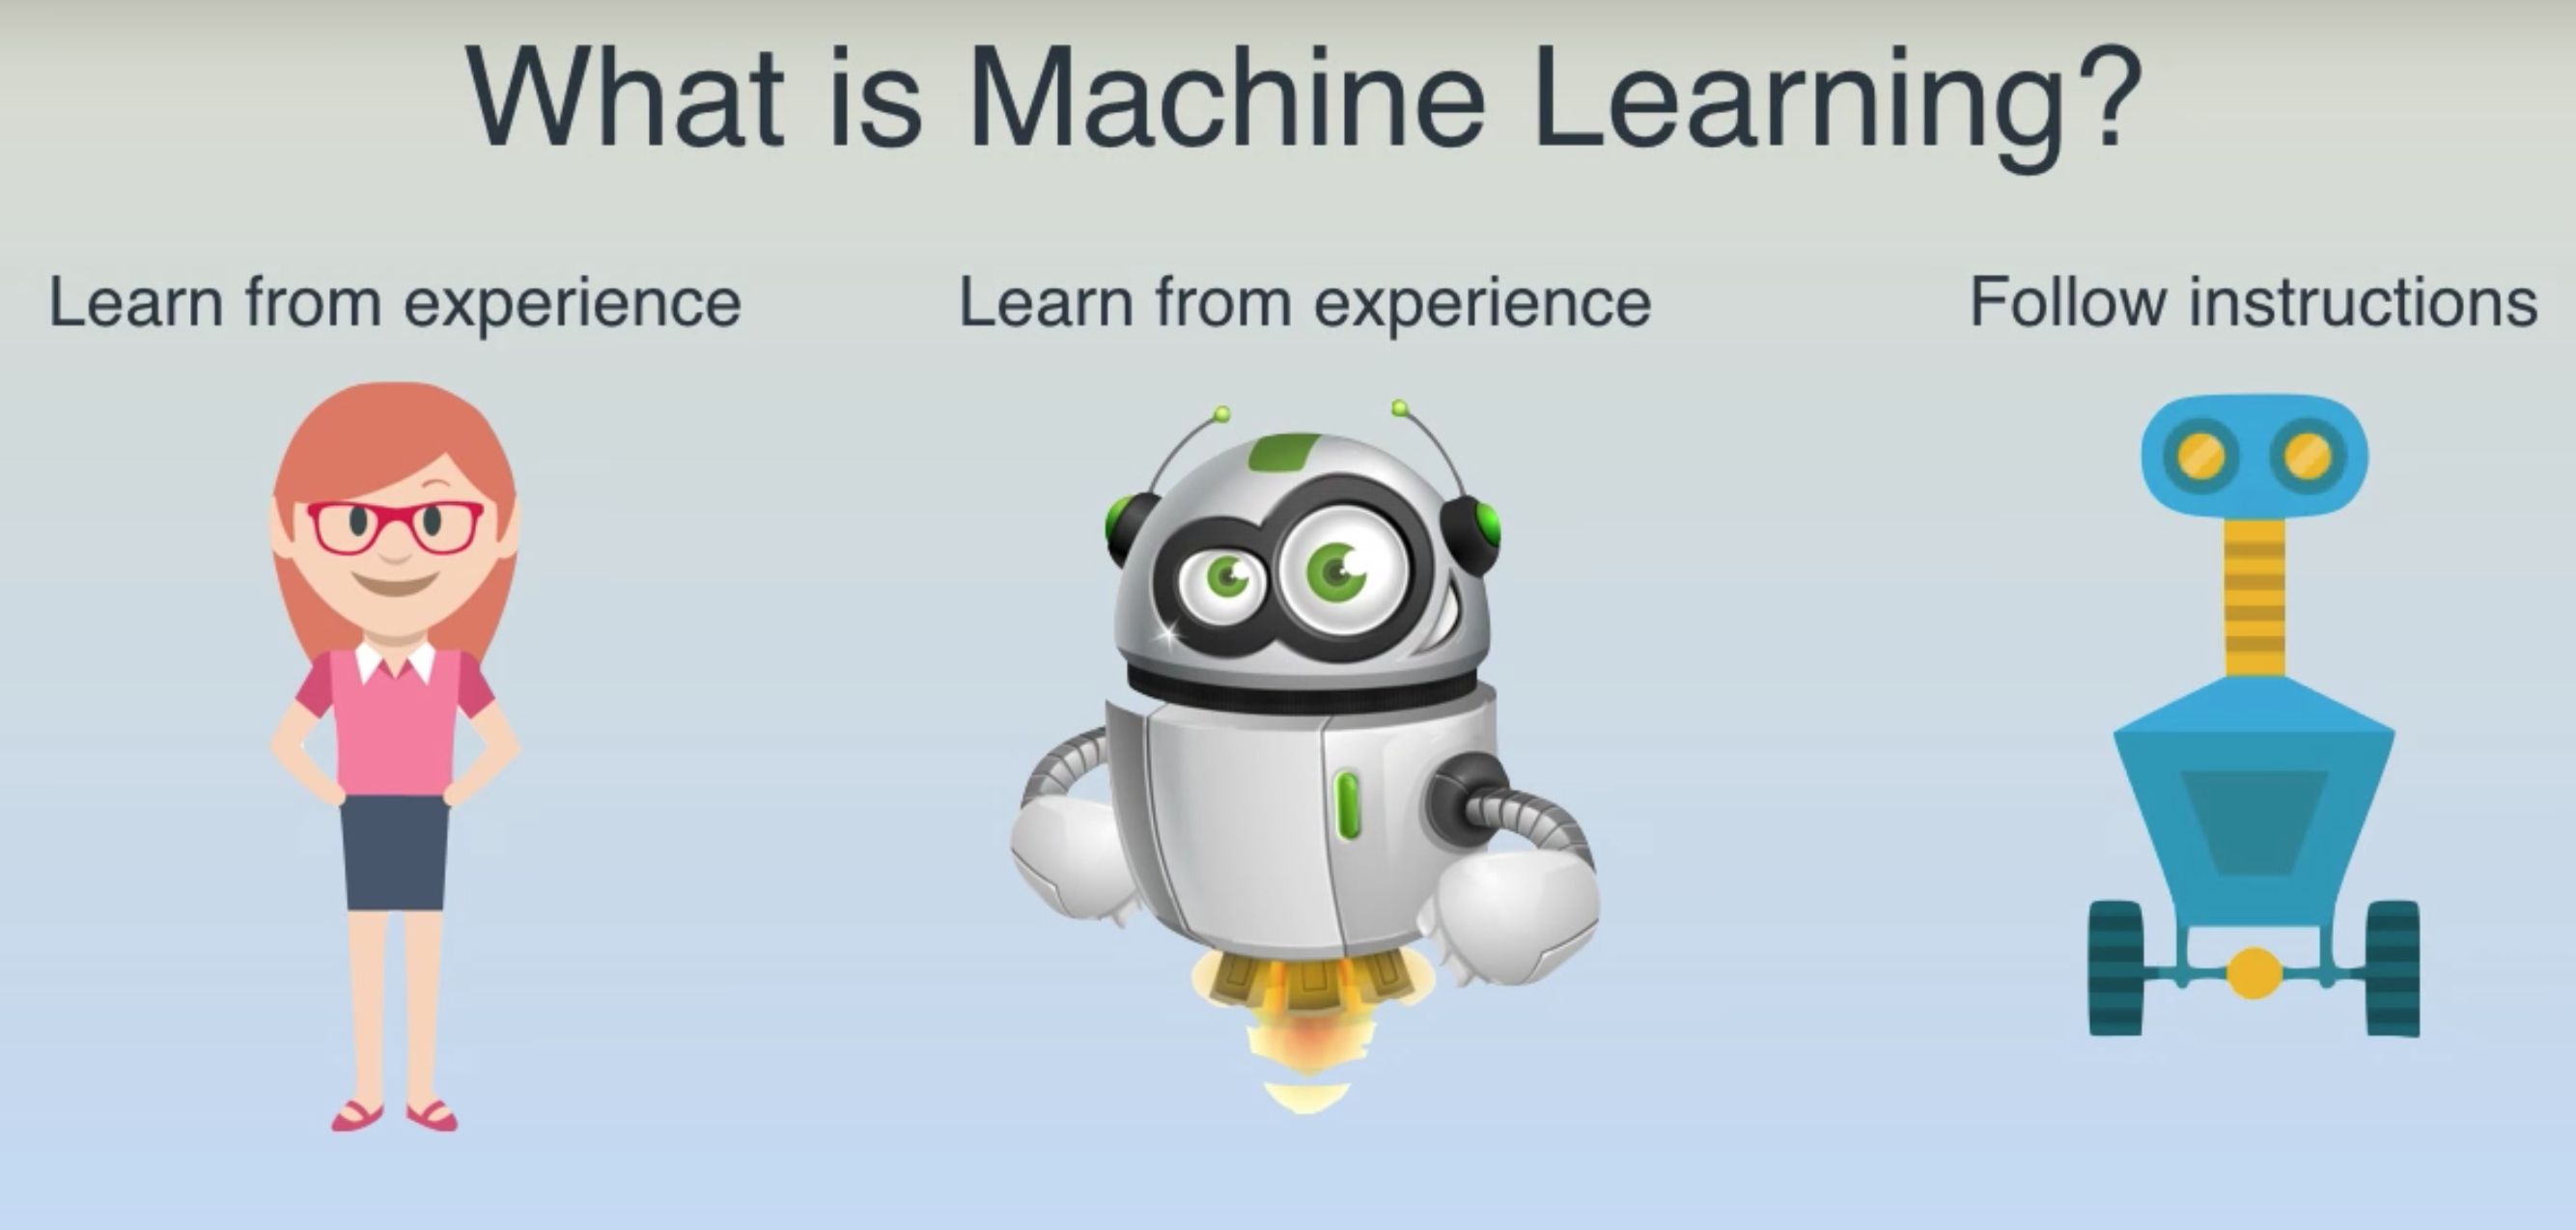 What is Machine Learning?
Learn from experience
Learn from experience
Follow instructions